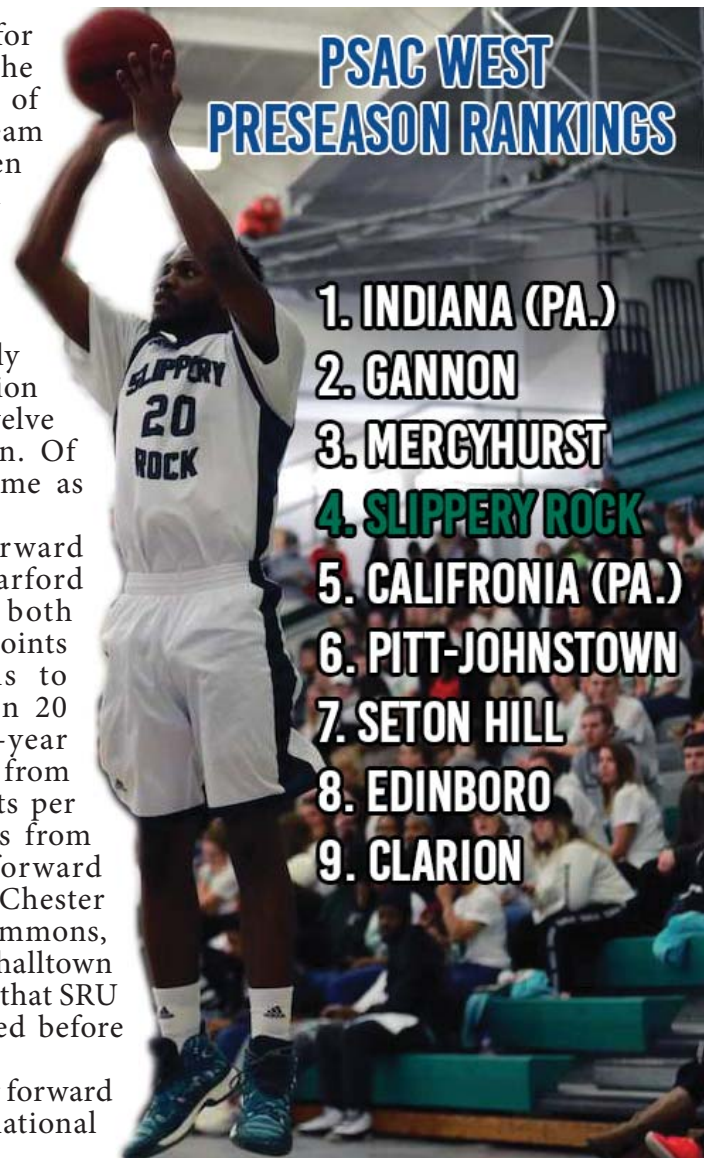 for
he
of
am
en
ly
ion
elve
n. Of
me as
rward
arford
both
oints
s to
n 20
-year
from
ts per
s from
forward
Chester
mmons,
halltown
that SRU
ed before
forward
ational
PSAC WEST
PRESEASON RANKINGS
1. INDIANA (PA.)
2. GANNON
3. MERCYHURST
4. SLIPPERY ROCK
5. CALIFRONIA (PA.)
6. PITT-JOHNSTOWN
7. SETON HILL
8. EDINBORO
9. CLARION
SLIPPERY
20
ROCK